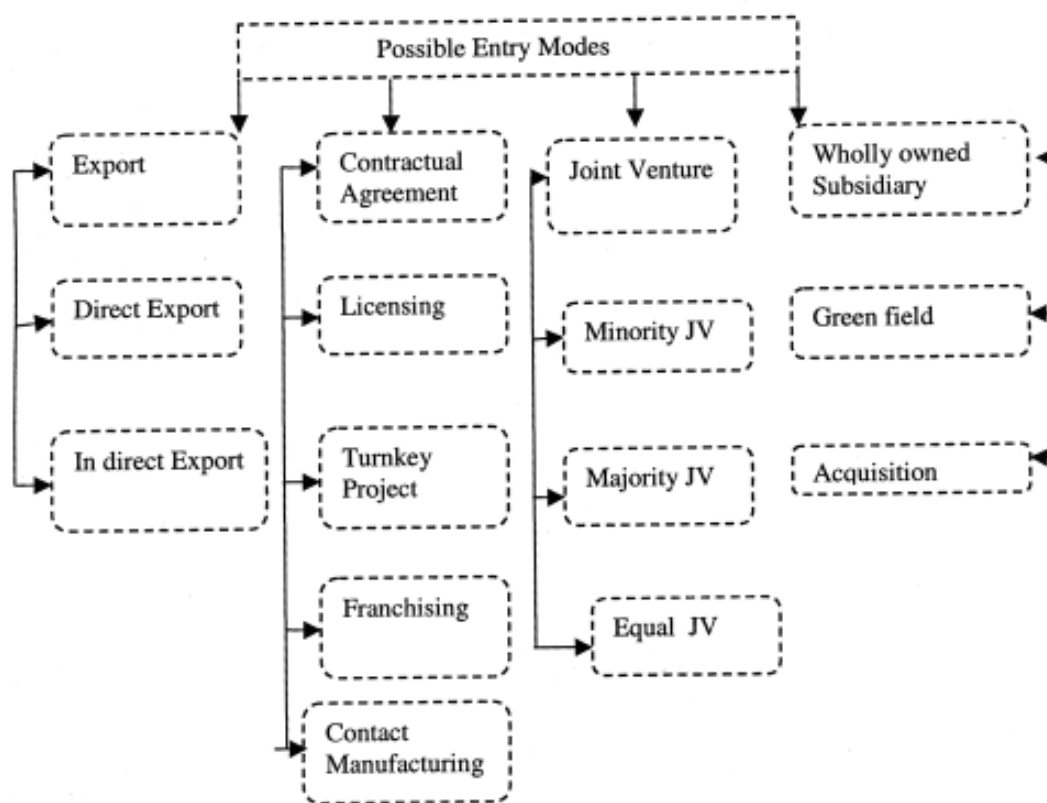 Possible Entry Modes
Export
Direct Export
In direct Export
Contractual
Agreement
Licensing
Turnkey
Project
Franchising
Contact
Manufacturing
Joint Venture
Minority JV
Majority JV
Equal JV
Wholly owned
Subsidiary
Green field
Acquisition